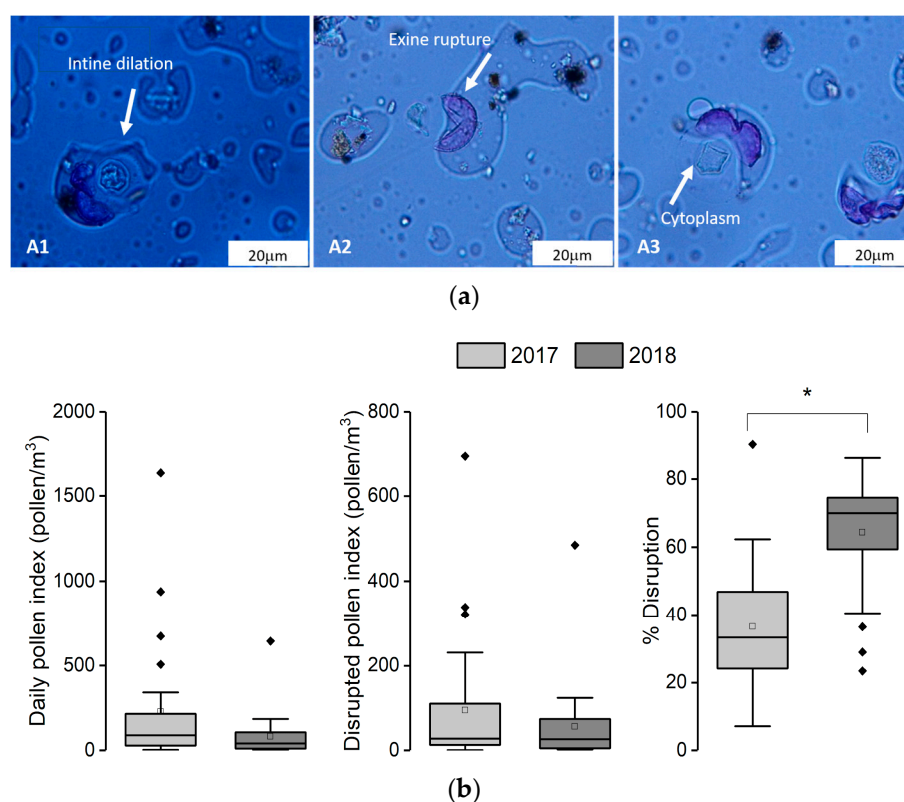 Intine dilation
A1
20μm
Exine rupture
A2
20μm
Cytoplasm
A3
20μm
(a)
2017
2018
Daily pollen index (pollen/m³)
2000
1500
1000
500
0
Disrupted pollen index (pollen/m³)
800
600
400
200
0
% Disruption
100
80
60
40
20
0
*
(b)